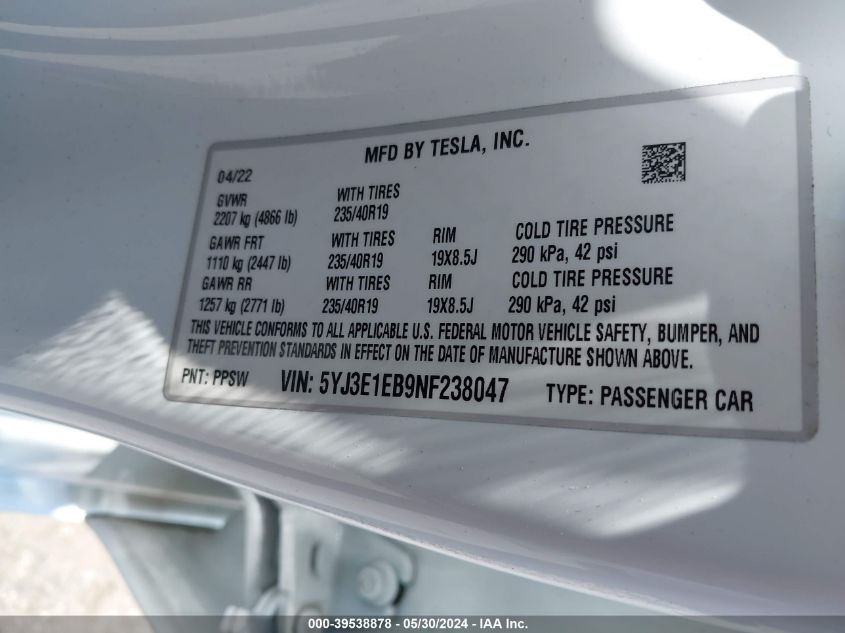 MFD BY TESLA, INC.
04/22
GVWR WITH TIRES
2207 kg (4866 lb) 235/40R19
GAWR FRT WITH TIRES RIM COLD TIRE PRESSURE
1110 kg (2447 lb) 235/40R19 19X8.5J 290 kPa, 42 psi
GAWR RR WITH TIRES RIM COLD TIRE PRESSURE
1257 kg (2771 lb) 235/40R19 19X8.5J 290 kPa, 42 psi
THIS VEHICLE CONFORMS TO ALL APPLICABLE U.S. FEDERAL MOTOR VEHICLE SAFETY, BUMPER, AND
THEFT PREVENTION STANDARDS IN EFFECT ON THE DATE OF MANUFACTURE SHOWN ABOVE.
PNT: PPSW VIN: 5YJ3E1EB9NF238047 TYPE: PASSENGER CAR
000-39538878 - 05/30/2024 - IAA Inc.